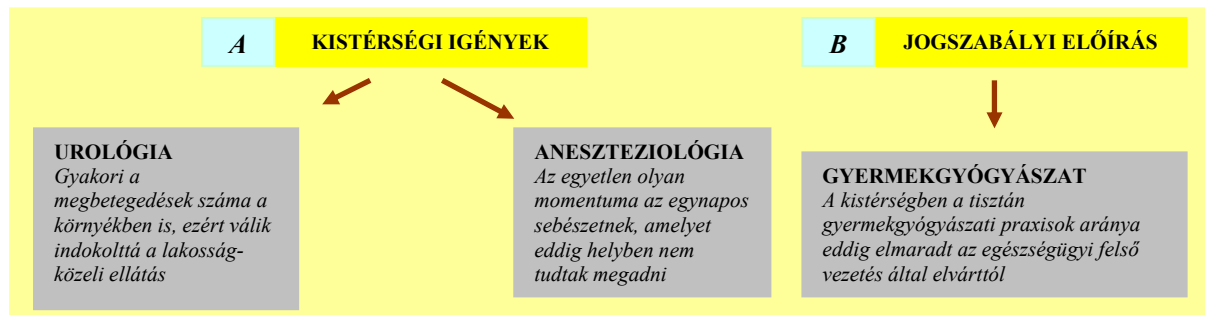 A KISTÉRSÉGI IGÉNYEK
B JOGSZABÁLYI ELŐÍRÁS
UROLÓGIA
Gyakori a
megbetegedések száma a
környékben is, ezért válik
indokolttá a lakosság-
közeli ellátás
ANESZTEZIOLÓGIA
Az egyetlen olyan
momentuma az egynapos
sebészetnek, amelyet
eddig helyben nem
tudtak megadni
GYERMEKGYÓGYÁSZAT
A kistérségben a tisztán
gyermekgyógyászati praxisok aránya
eddig elmaradt az egészségügyi felső
vezetés által elvárttól